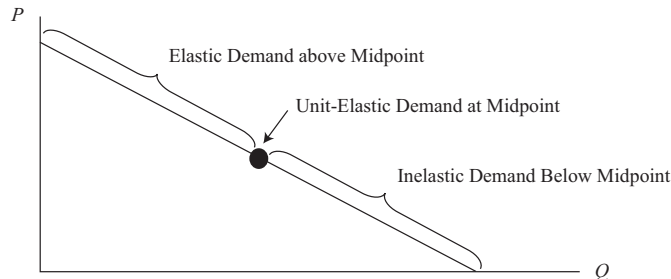 P
Elastic Demand above Midpoint
Unit-Elastic Demand at Midpoint
Inelastic Demand Below Midpoint
Q